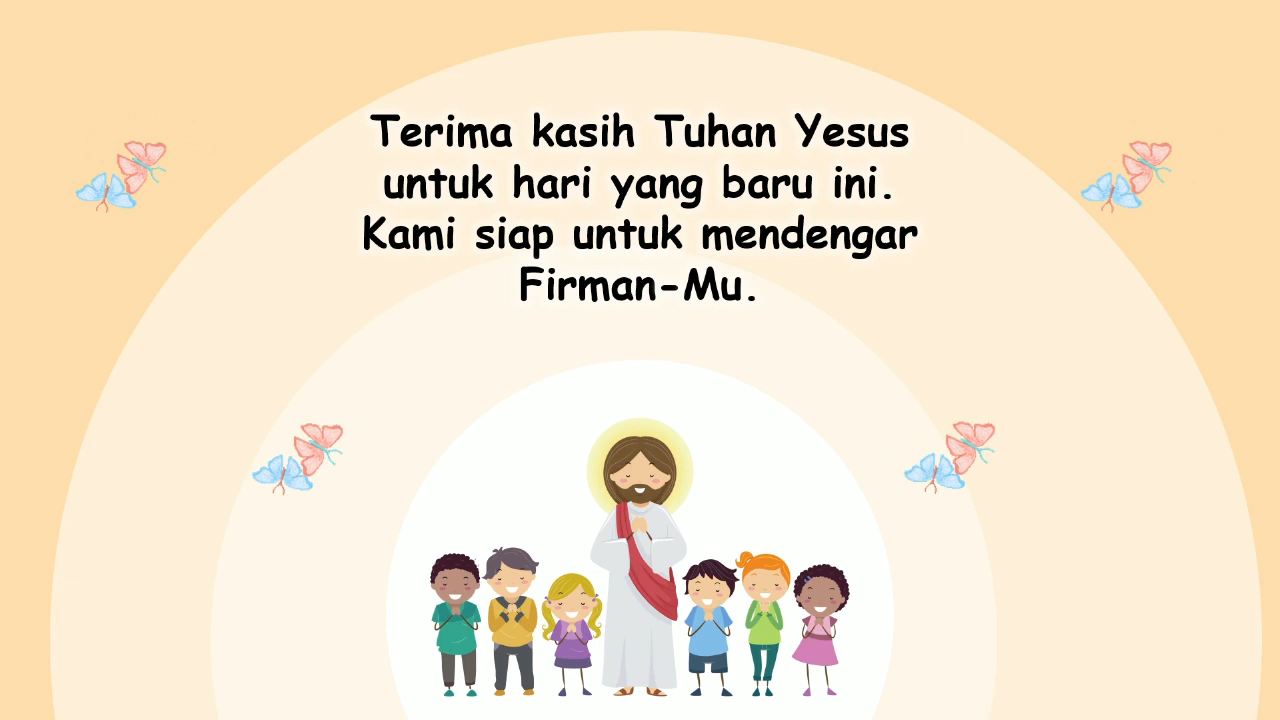 Terima kasih Tuhan Yesus
untuk hari yang baru ini.
Kami siap untuk mendengar
Firman-Mu.